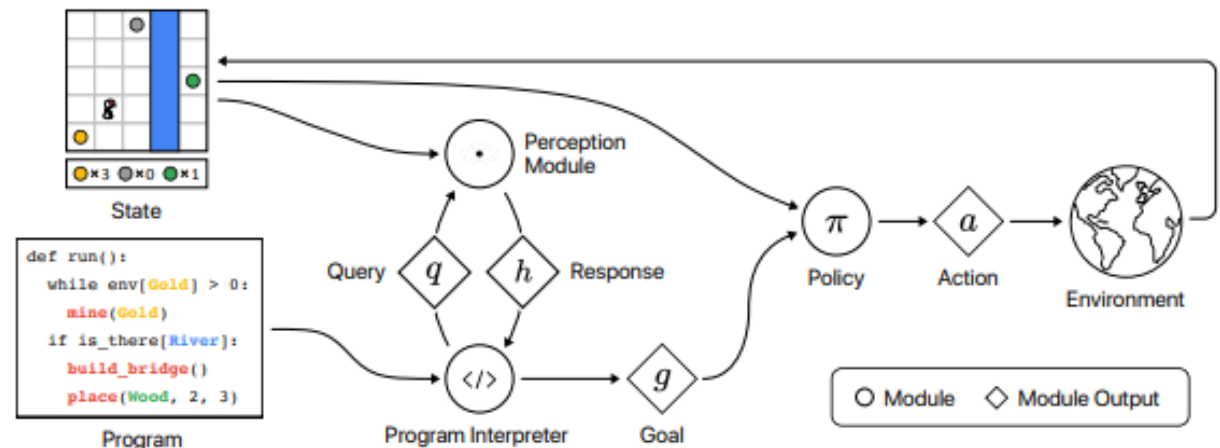 ×3 ×0 ×1
State
def run():
while env[Gold] > 0:
mine(Gold)
if is_there[River]:
build_bridge()
place(Wood, 2, 3)
Program
Perception
Module
Query
q
h
Response
</>
Program Interpreter
g
Goal
π
Policy
a
Action
Environment
Module
Module Output